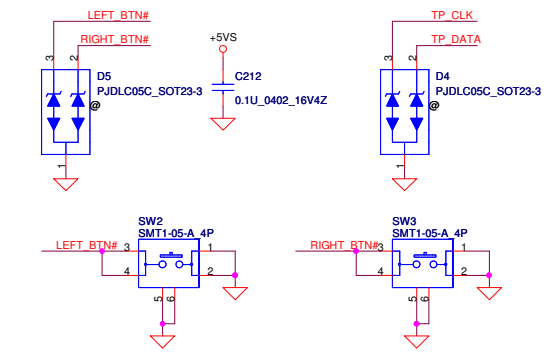 LEFT_BTN#
RIGHT_BTN#
3
2
D5
PJDLC05C_SOT23-3
@
1
+5VS
C212
0.1U_0402_16V4Z
TP_CLK
TP_DATA
3
2
D4
PJDLC05C_SOT23-3
@
1
SW2
SMT1-05-A_4P
LEFT_BTN#
3
1
4
2
5
6
SW3
SMT1-05-A_4P
RIGHT_BTN#
3
1
4
2
5
6